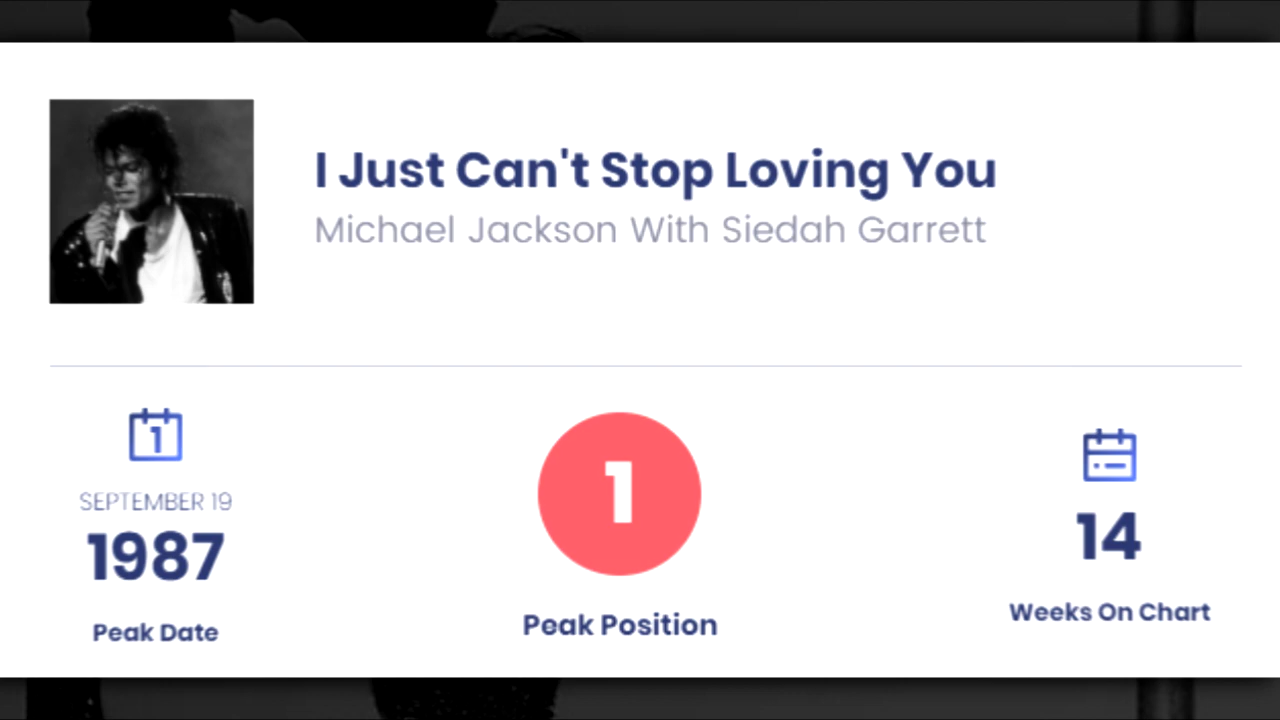 I Just Can't Stop Loving You
Michael Jackson With Siedah Garrett
1
SEPTEMBER 19
1987
Peak Date
1
Peak Position
14
Weeks On Chart